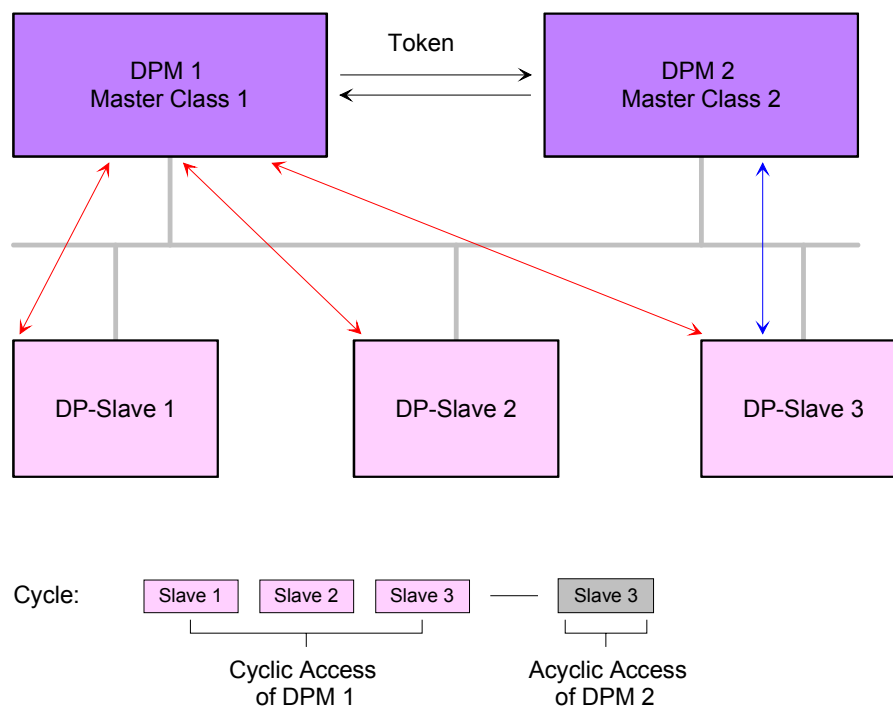 Token
DPM 1
Master Class 1
DPM 2
Master Class 2
DP-Slave 1
DP-Slave 2
DP-Slave 3
Cycle:
Slave 1
Slave 2
Slave 3
Slave 3
Cyclic Access
of DPM 1
Acyclic Access
of DPM 2